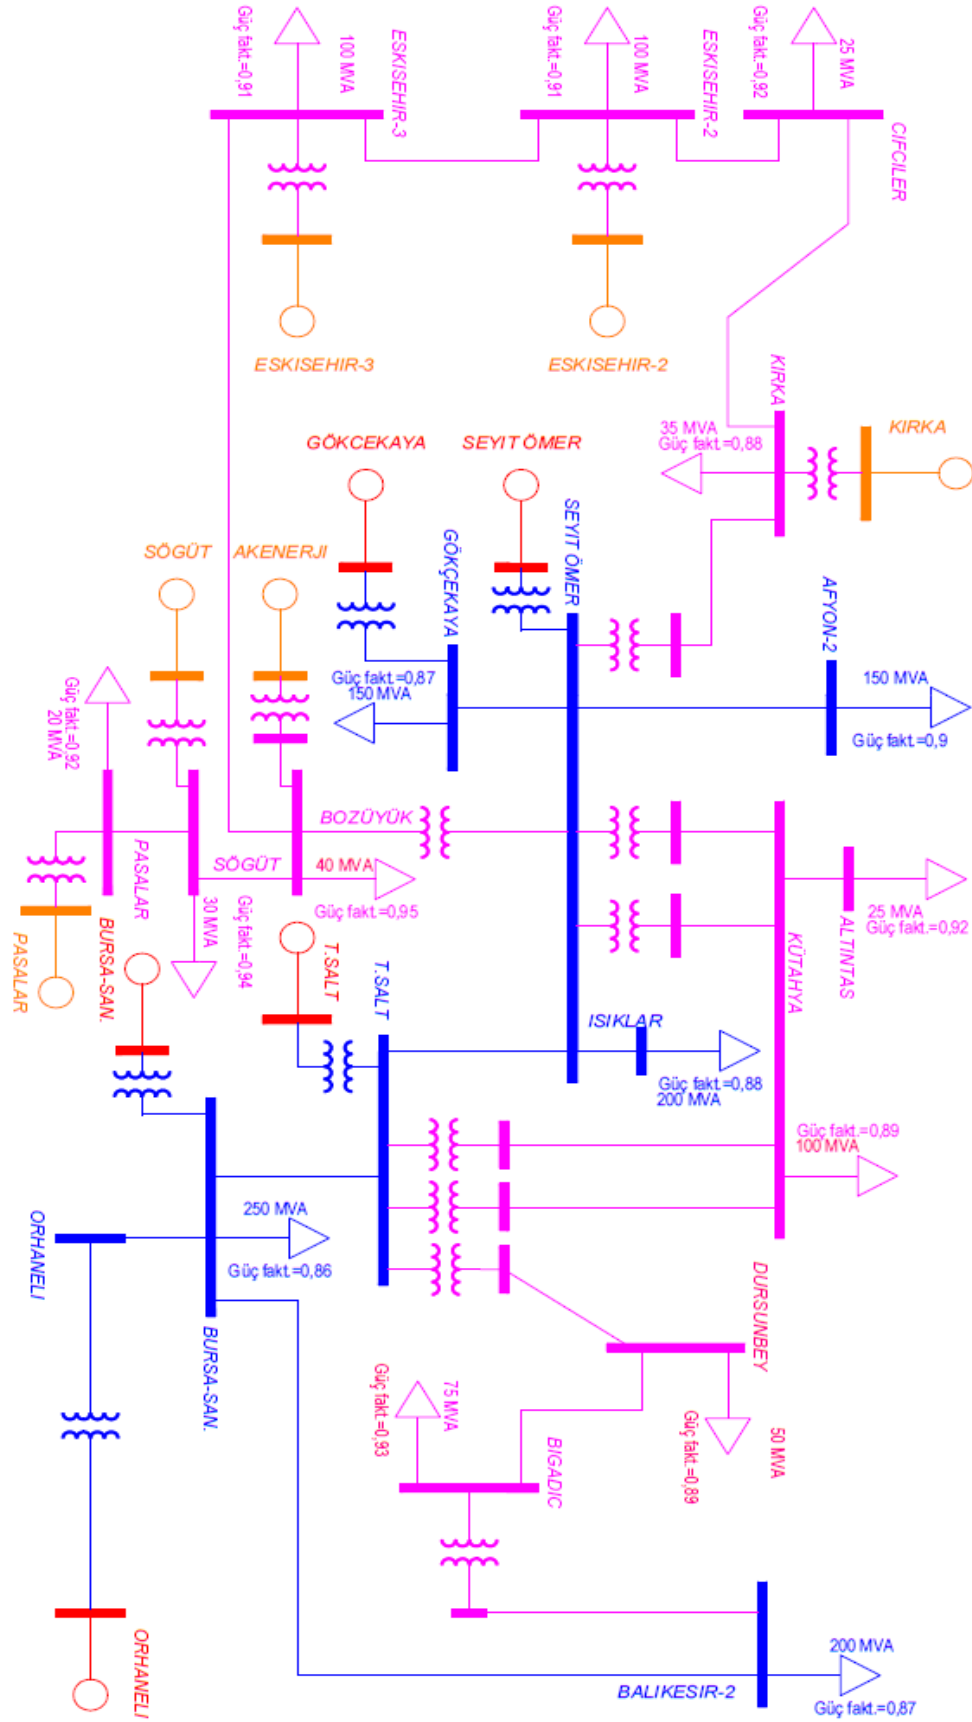 Güç fakt.=0,91
100 MVA
ESKISEHIR-3
Güç fakt.=0,91
100 MVA
ESKISEHIR-2
Güç fakt.=0,92
25 MVA
CIFCILER
ESKISEHIR-3
ESKISEHIR-2
KIRKA
35 MVA
Güç fakt.=0,88
KIRKA
GÖKCEKAYA
SEYIT ÖMER
GÖKÇEKAYA
SEYIT ÖMER
AFYON-2
SÖGÜT
AKENERJI
Güç fakt.=0,87
150 MVA
150 MVA
Güç fakt.=0,9
Güç fakt.=0,92
20 MVA
BOZÜYÜK
PASALAR
SÖGÜT
40 MVA
Güç fakt.=0,95
30 MVA
Güç fakt.=0,94
25 MVA
Güç fakt.=0,92
ALTINTAS
KÜTAHYA
PASALAR
BURSA-SAN.
T.SALT
T.SALT
ISIKLAR
Güç fakt.=0,88
200 MVA
Güç fakt.=0,89
100 MVA
250 MVA
Güç fakt.=0,86
ORHANELI
BURSA-SAN.
DURSUNBEY
Güç fakt.=0,93
75 MVA
Güç fakt.=0,89
50 MVA
BIGADIC
ORHANELI
BALIKESIR-2
200 MVA
Güç fakt.=0,87